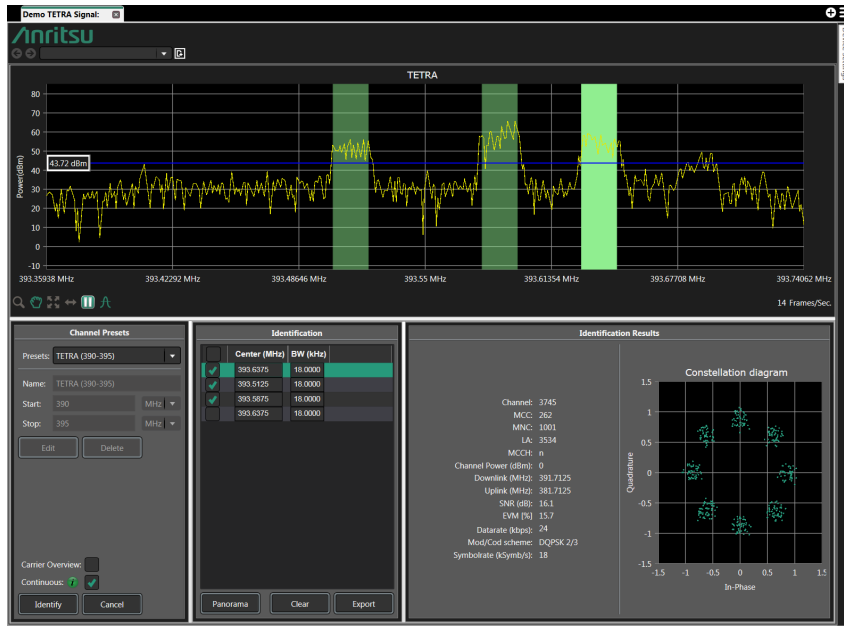 Demo TETRA Signal:
Anritsu
TETRA
80
70
60
50
40
30
20
10
0
-10
Power(dBm)
43.72 dBm
393.35938 MHz 393.42292 MHz 393.48646 MHz 393.55 MHz 393.61354 MHz 393.67708 MHz 393.74062 MHz
14 Frames/Sec.
Channel Presets
Presets: TETRA (390-395)
Name: TETRA (390-395)
Start: 390 MHz
Stop: 395 MHz
Edit Delete
Carrier Overview:
Continuous:
Identify Cancel
Identification
Center (MHz) BW (kHz)
393.6375 18.0000
393.5125 18.0000
393.5875 18.0000
393.6375 18.0000
Panorama Clear Export
Identification Results
Channel: 3745
MCC: 262
MNC: 1001
LA: 3534
MCCH: n
Channel Power (dBm): 0
Downlink (MHz): 391.7125
Uplink (MHz): 381.7125
SNR (dB): 16.1
EVM (%) 15.7
Datarate (kbps): 24
Mod/Cod scheme: DQPSK 2/3
Symbolrate (kSymb/s): 18
Constellation diagram
1.5
1
0.5
0
-0.5
-1
-1.5
Quadrature
-1.5 -1 -0.5 0 0.5 1 1.5
In-Phase